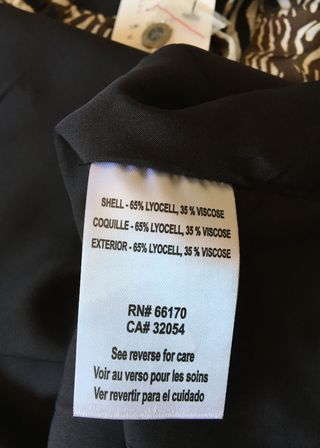 SHELL - 65% LYOCELL, 35 % VISCOSE
COQUILLE - 65% LYOCELL, 35 % VISCOSE
EXTERIOR - 65% LYOCELL, 35 % VISCOSE
RN# 66170
CA# 32054
See reverse for care
Voir au verso pour les soins
Ver revertir para el cuidado